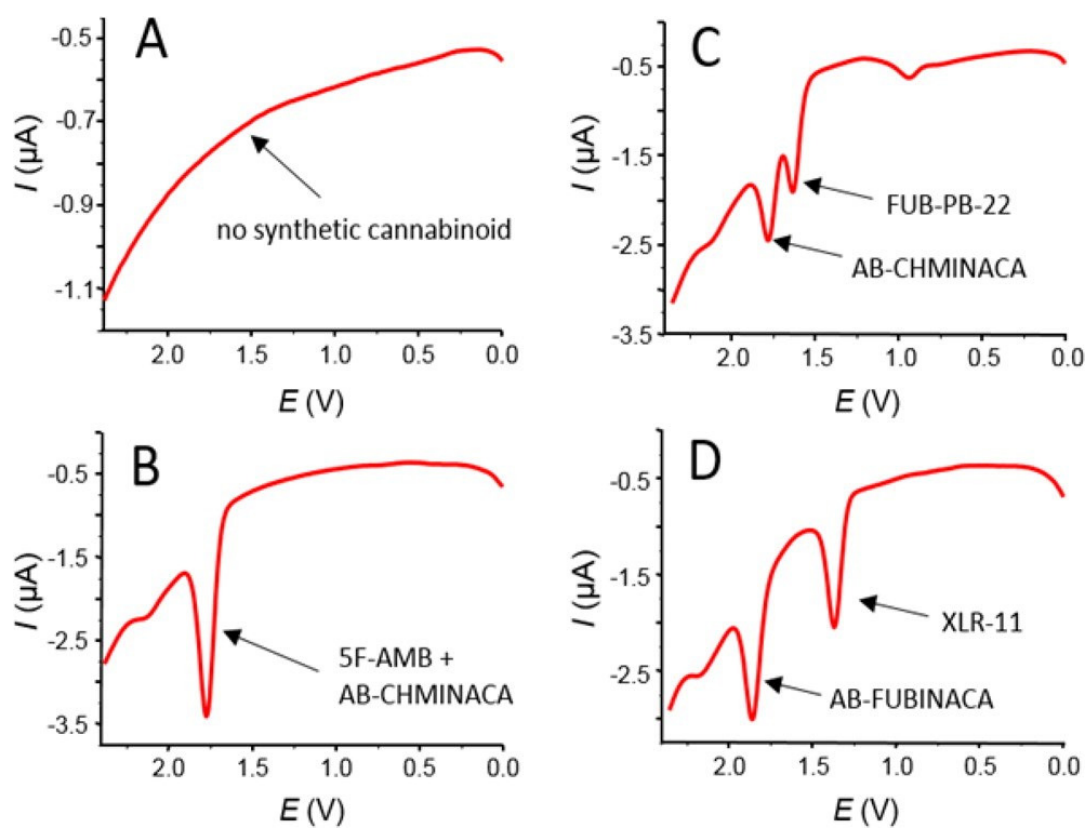 A
-0.5
-0.7
-0.9
-1.1
I (µA)
no synthetic cannabinoid
2.0 1.5 1.0 0.5 0.0
E (V)
C
-0.5
-1.5
-2.5
-3.5
I (µA)
FUB-PB-22
AB-CHMINACA
2.0 1.5 1.0 0.5 0.0
E (V)
B
-0.5
-1.5
-2.5
-3.5
I (µA)
5F-AMB +
AB-CHMINACA
2.0 1.5 1.0 0.5 0.0
E (V)
D
-0.5
-1.5
-2.5
I (µA)
XLR-11
AB-FUBINACA
2.0 1.5 1.0 0.5 0.0
E (V)